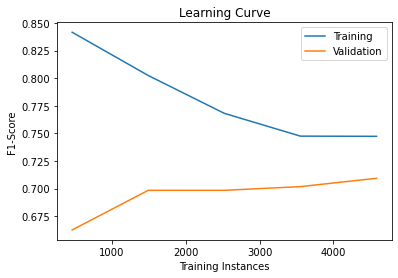 Learning Curve
Training
Validation
F1-Score
0.850
0.825
0.800
0.775
0.750
0.725
0.700
0.675
1000 2000 3000 4000
Training Instances